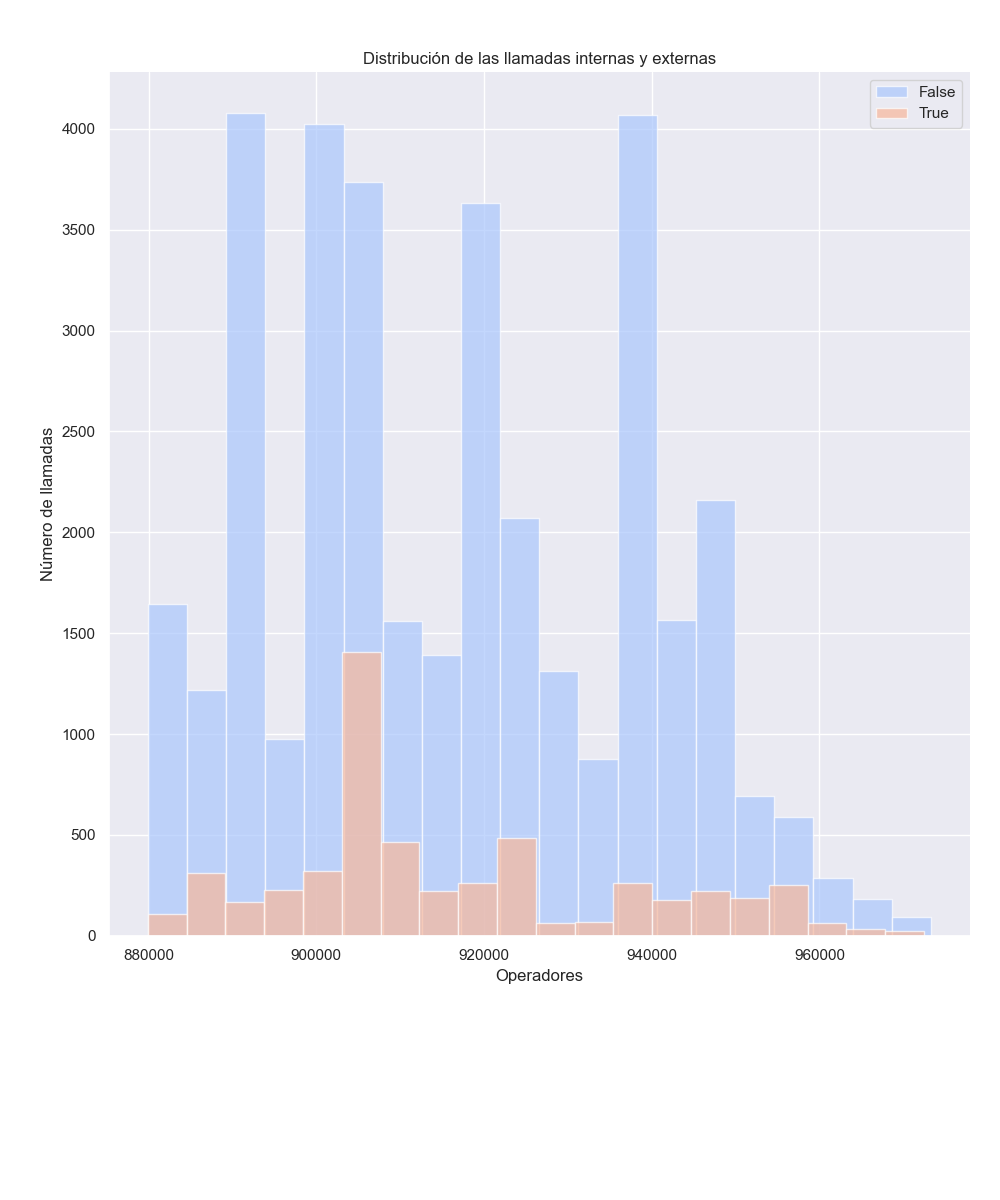 Distribución de las llamadas internas y externas
False
True
4000
3500
3000
2500
2000
1500
1000
500
0
Número de llamadas
880000 900000 920000 940000 960000
Operadores